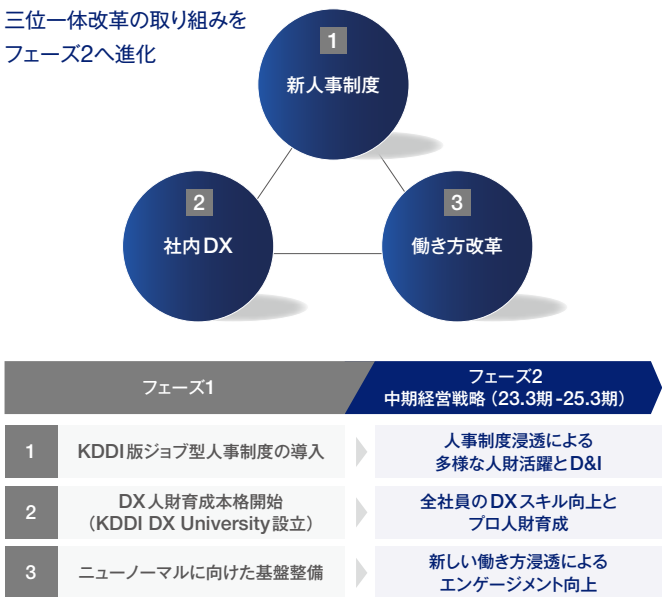 三位一体改革の取り組みを
フェーズ2へ進化
1
新人事制度
2
社内DX
3
働き方改革
フェーズ1
フェーズ2
中期経営戦略（23.3期-25.3期）
1
KDDI版ジョブ型人事制度の導入
人事制度浸透による
多様な人財活躍とD&I
2
DX人財育成本格開始
（KDDI DX University設立）
全社員のDXスキル向上と
プロ人財育成
3
ニューノーマルに向けた基盤整備
新しい働き方浸透による
エンゲージメント向上